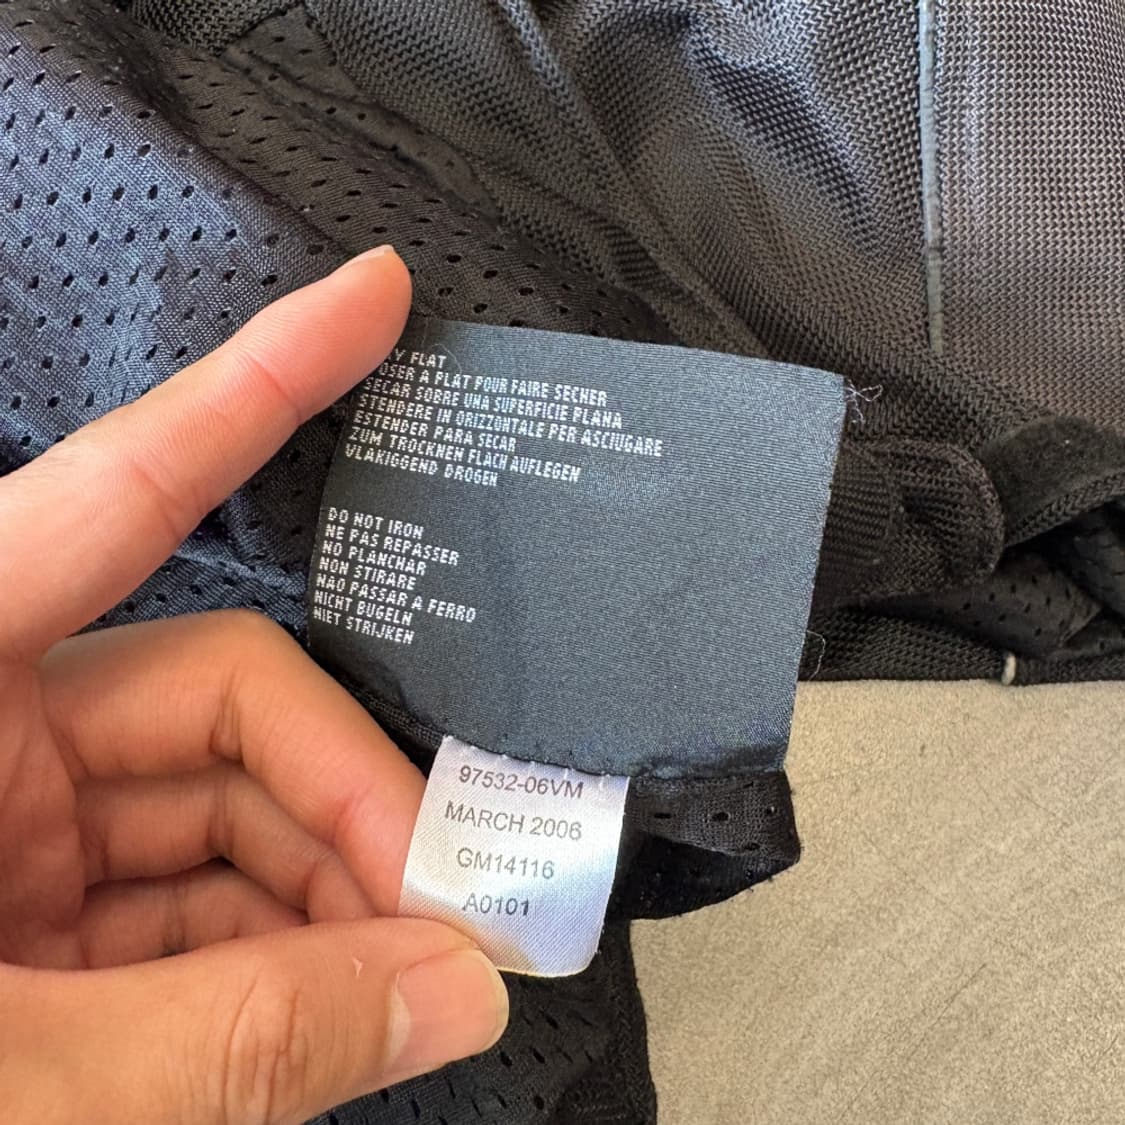 FLAT
OSER A PLAT POUR FAIRE SECHER
SECAR SOBRE UNA SUPERFICIE PLANA
STENDERE IN ORIZZONTALE PER ASCIUGARE
ESTENDER PARA SECAR
ZUM TROCKNEN FLACH AUFLEGEN
VLAKIGGEND DROGEN
DO NOT IRON
NE PAS REPASSER
NO PLANCHAR
NON STIRARE
NAO PASSAR A FERRO
NICHT BUGELN
NIET STRIJKEN
97532-06VM
MARCH 2006
GM14116
A0101